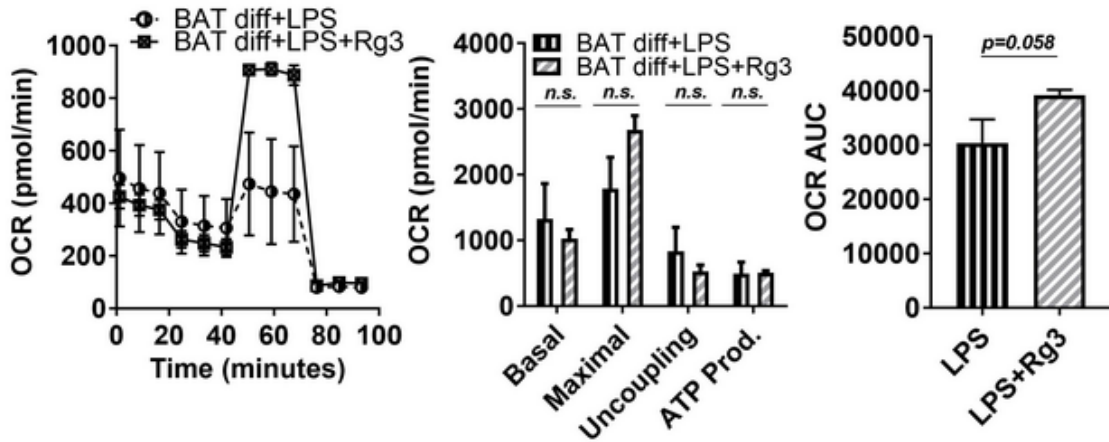 BAT diff+LPS
BAT diff+LPS+Rg3
1000
800
600
400
200
0
OCR (pmol/min)
0 20 40 60 80 100
Time (minutes)
BAT diff+LPS
BAT diff+LPS+Rg3
n.s. n.s. n.s. n.s.
4000
3000
2000
1000
0
OCR (pmol/min)
Basal
Maximal
Uncoupling
ATP Prod.
p=0.058
50000
40000
30000
20000
10000
0
OCR AUC
LPS
LPS+Rg3